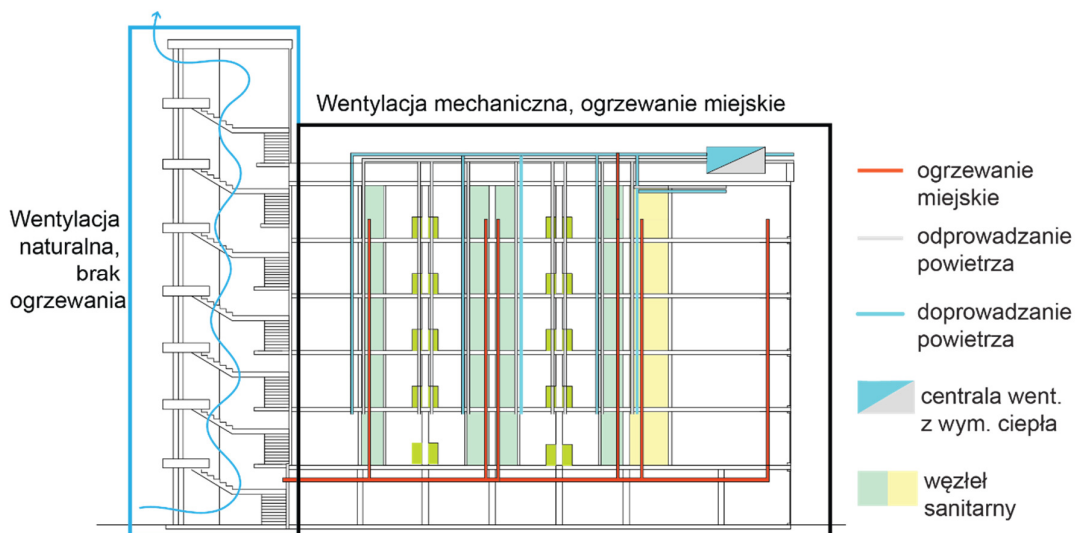 Wentylacja mechaniczna, ogrzewanie miejskie
Wentylacja
naturalna,
brak
ogrzewania
ogrzewanie
miejskie
odprowadzanie
powietrza
doprowadzanie
powietrza
centrala went.
z wym. ciepła
węzłeł
sanitarny